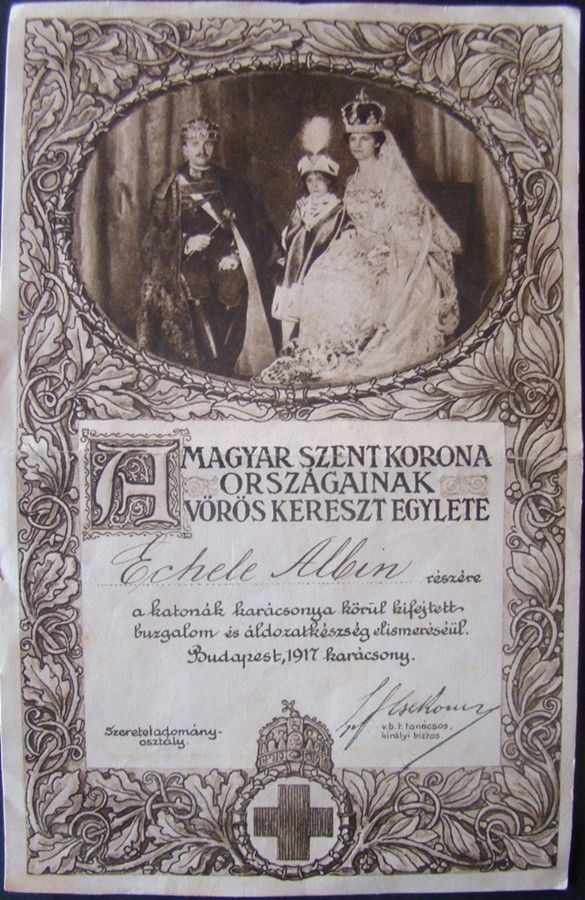 A MAGYAR SZENT KORONA
ORSZÁGAINAK
VÖRÖS KERESZT EGYLETE
Echele Albin részére
a katonák karácsonya körül kifejtett
buzgalom és áldozatkészség elismeréséül.
Budapest, 1917 karácsony.
Szeretetadomány-
osztály.
v.b.t. tanácsos,
királyi biztos